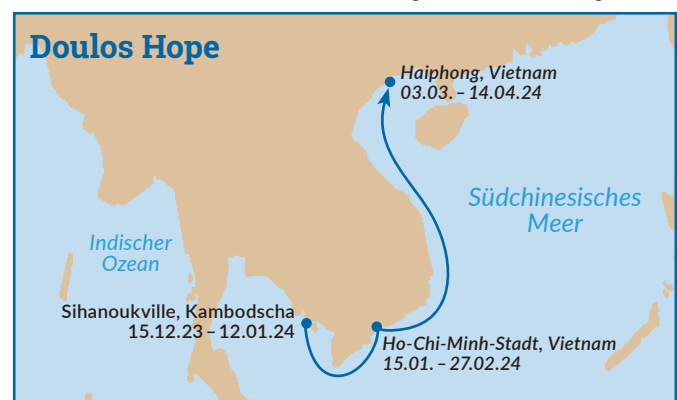 Doulos Hope
Haiphong, Vietnam
03.03. – 14.04.24
Südchinesisches
Meer
Indischer
Ozean
Sihanoukville, Kambodscha
15.12.23 – 12.01.24
Ho-Chi-Minh-Stadt, Vietnam
15.01. – 27.02.24